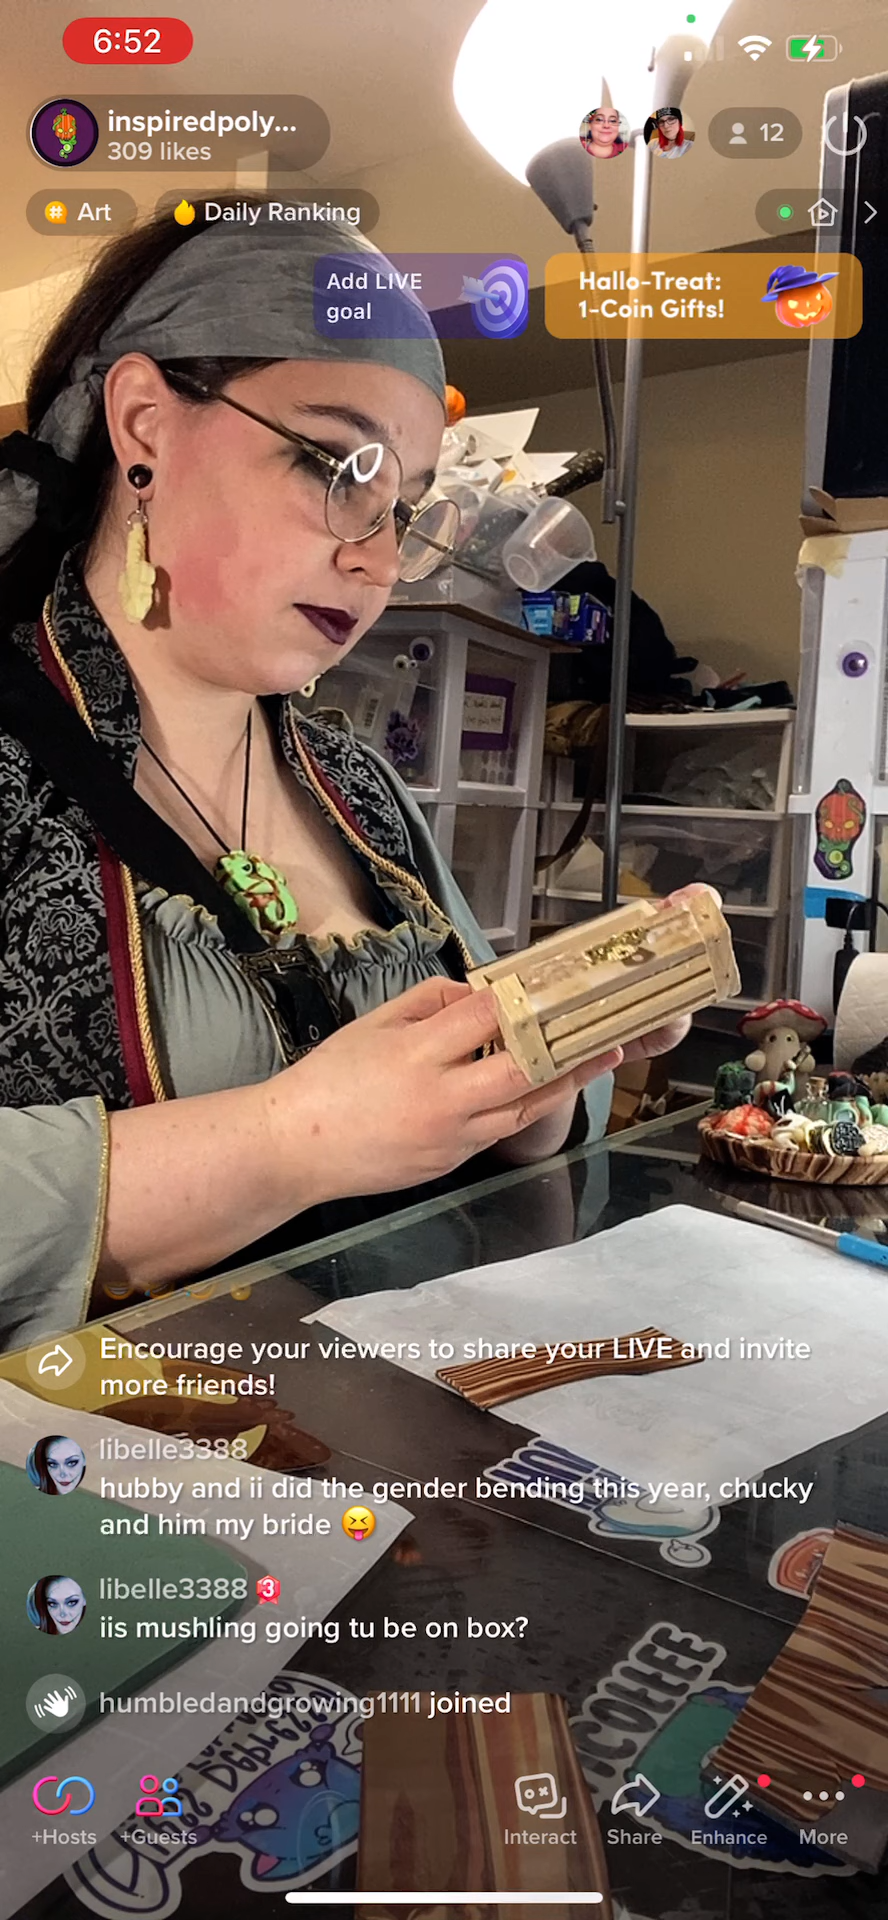 6:52
inspiredpoly...
309 likes
12
Art
Daily Ranking
Add LIVE
goal
Hallo-Treat:
1-Coin Gifts!
Encourage your viewers to share your LIVE and invite
more friends!
libelle3388
hubby and ii did the gender bending this year, chucky
and him my bride 😝
libelle3388 3
iis mushling going tu be on box?
humbledandgrowing1111 joined
COFFEE
+Hosts
+Guests
Interact
Share
Enhance
More